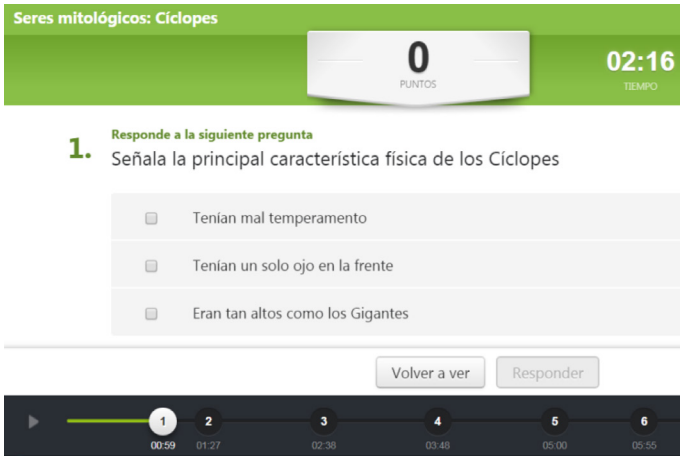 Seres mitológicos: Cíclopes
0
PUNTOS
02:16
TIEMPO
1.
Responde a la siguiente pregunta
Señala la principal característica física de los Cíclopes
Tenían mal temperamento
Tenían un solo ojo en la frente
Eran tan altos como los Gigantes
Volver a ver
Responder
1 2 3 4 5 6
00:59 01:27 02:38 03:48 05:00 05:55